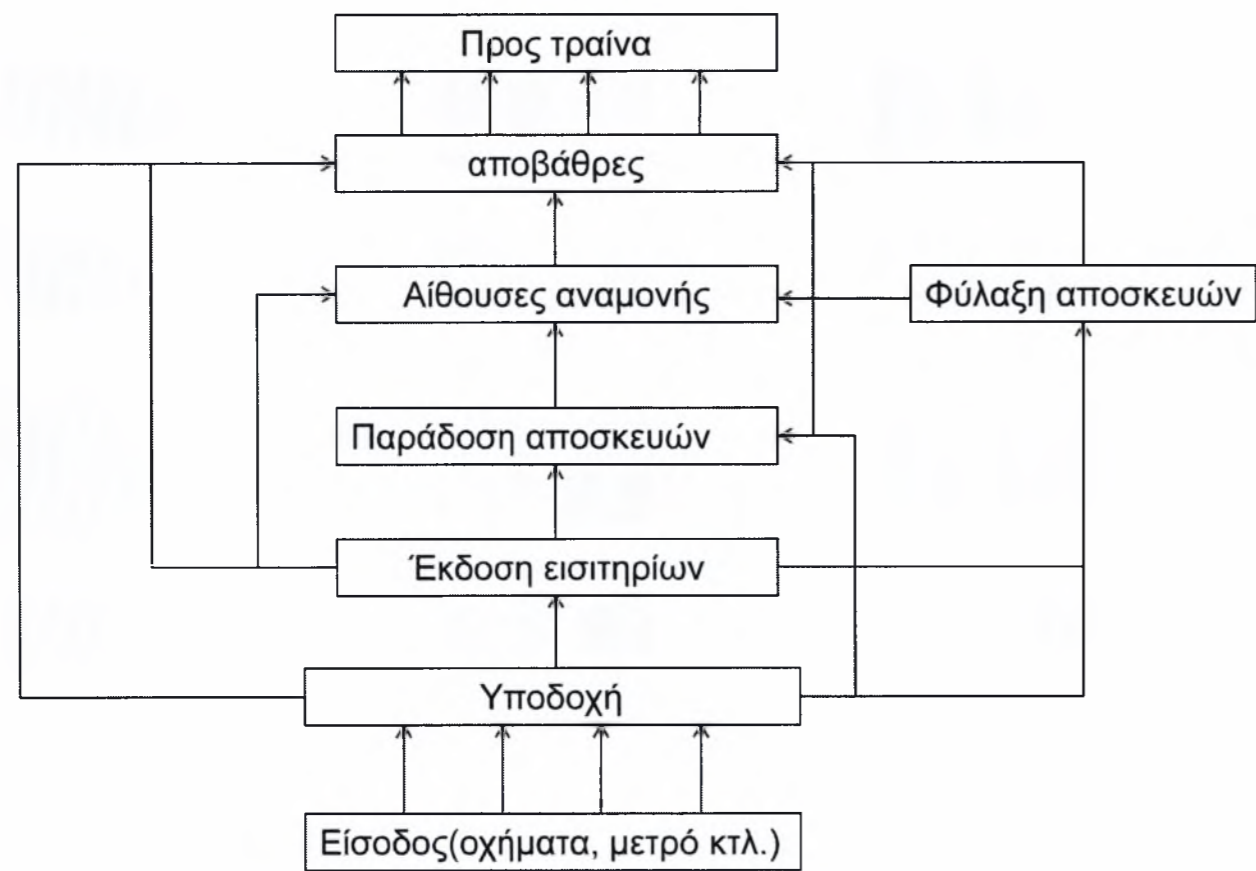 Προς τραίνα
αποβάθρες
Αίθουσες αναμονής
Φύλαξη αποσκευών
Παράδοση αποσκευών
Έκδοση εισιτηρίων
Υποδοχή
Είσοδος(οχήματα, μετρό κτλ.)